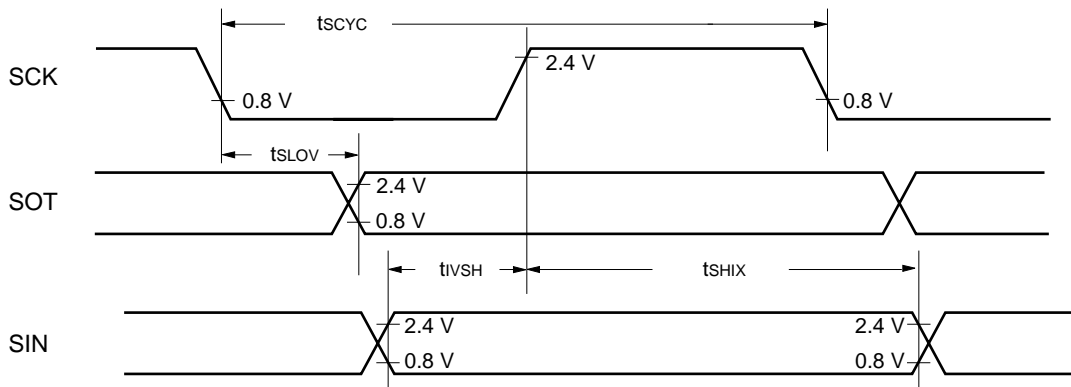 tSCYC
SCK
2.4 V
0.8 V
0.8 V
tSLOV
SOT
2.4 V
0.8 V
tIVSH
tSHIX
SIN
2.4 V
2.4 V
0.8 V
0.8 V